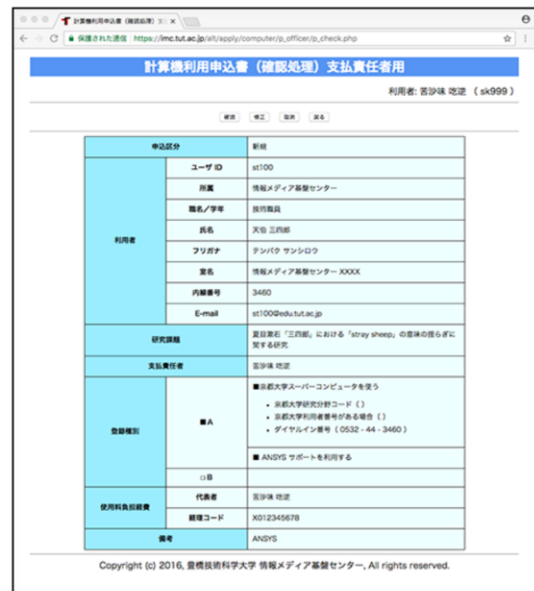 計算機利用申込書（確認処理）支
保護された通信 https://imc.tut.ac.jp/alt/apply/computer/p_officer/p_check.php
計算機利用申込書（確認処理）支払責任者用
利用者: 苦沙味 吃逆 （ sk999 ）
確認 修正 取消 戻る
申込区分 新規
利用者
ユーザ ID st100
所属 情報メディア基盤センター
職名／学年 技術職員
氏名 天伯 三四郎
フリガナ テンパク サンシロウ
室名 情報メディア基盤センター XXXX
内線番号 3460
E-mail st100@edu.tut.ac.jp
研究課題 夏目漱石「三四郎」における「stray sheep」の意味の揺らぎに
関する研究
支払責任者 苦沙味 吃逆
登録種別
■A
■京都大学スーパーコンピュータを使う
• 京都大学研究分野コード ( )
• 京都大学利用者番号がある場合 ( )
• ダイヤルイン番号 ( 0532 - 44 - 3460 )
■ ANSYS サポートを利用する
□B
使用料負担経費
代表者 苦沙味 吃逆
経理コード X012345678
備考 ANSYS
Copyright (c) 2016, 豊橋技術科学大学 情報メディア基盤センター, All rights reserved.